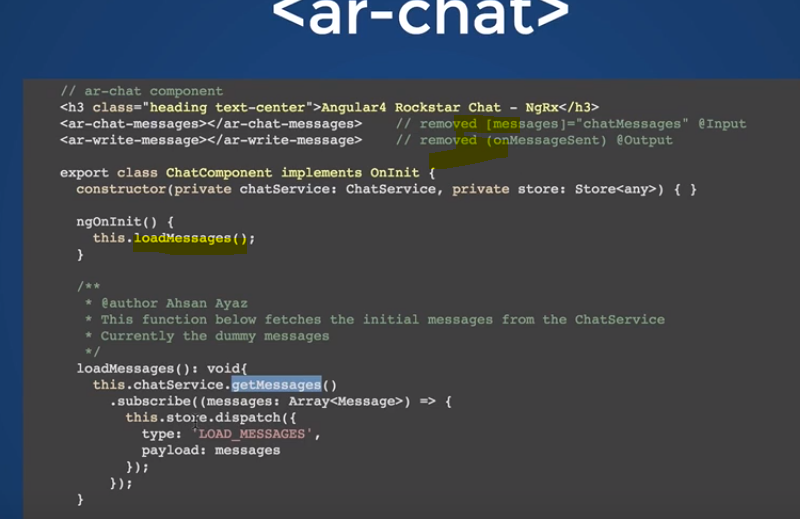 <ar-chat>
// ar-chat component
<h3 class="heading text-center">Angular4 Rockstar Chat - NgRx</h3>
<ar-chat-messages></ar-chat-messages>    // removed [messages]="chatMessages" @Input
<ar-write-message></ar-write-message>    // removed (onMessageSent) @Output
export class ChatComponent implements OnInit {
  constructor(private chatService: ChatService, private store: Store<any>) { }
  ngOnInit() {
    this.loadMessages();
  }
  /**
   * @author Ahsan Ayaz
   * This function below fetches the initial messages from the ChatService
   * Currently the dummy messages
   */
  loadMessages(): void{
    this.chatService.getMessages()
      .subscribe((messages: Array<Message>) => {
        this.store.dispatch({
          type: 'LOAD_MESSAGES',
          payload: messages
        });
      });
  }